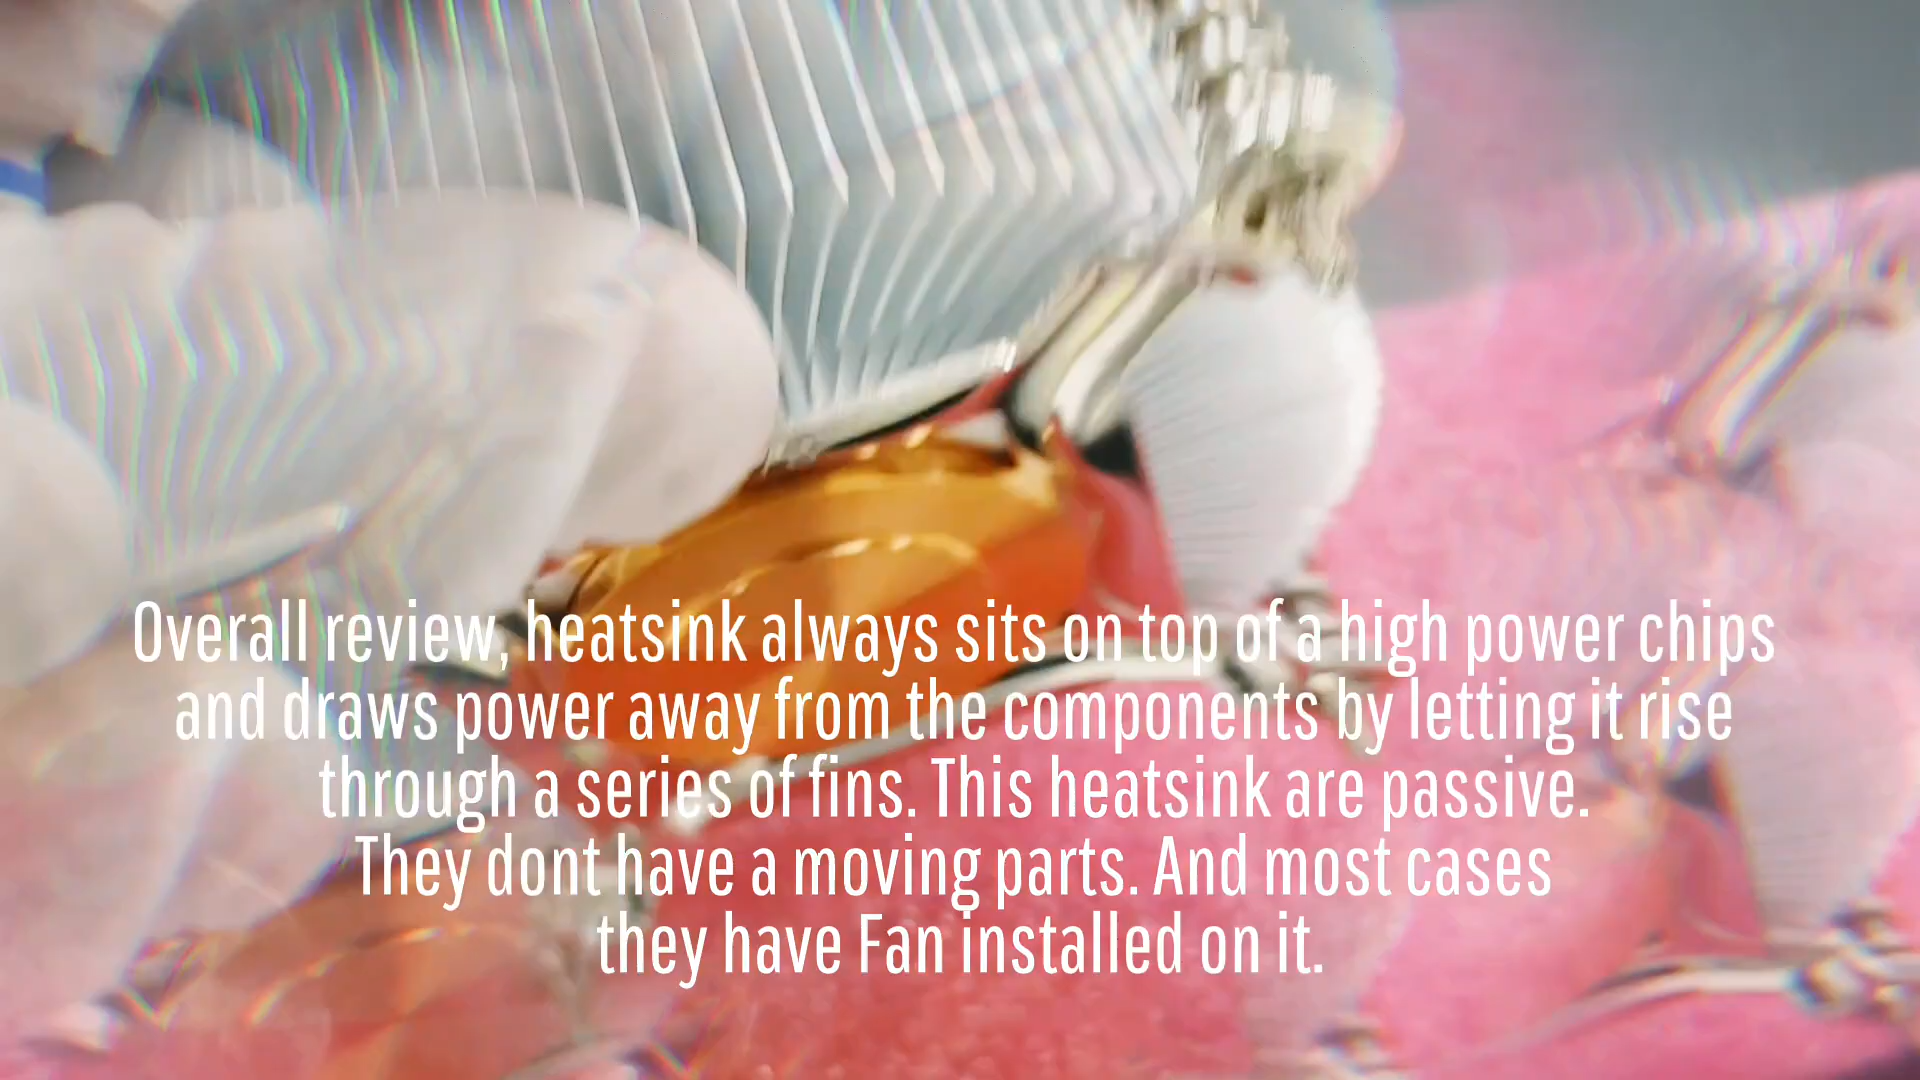 Overall review, heatsink always sits on top of a high power chips
and draws power away from the components by letting it rise
through a series of fins. This heatsink are passive.
They dont have a moving parts. And most cases
they have Fan installed on it.